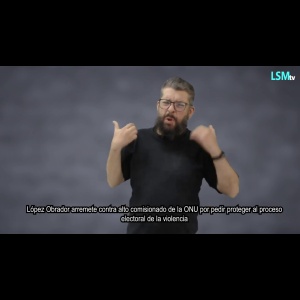 LSMtv
López Obrador arremete contra alto comisionado de la ONU por pedir proteger al proceso
electoral de la violencia